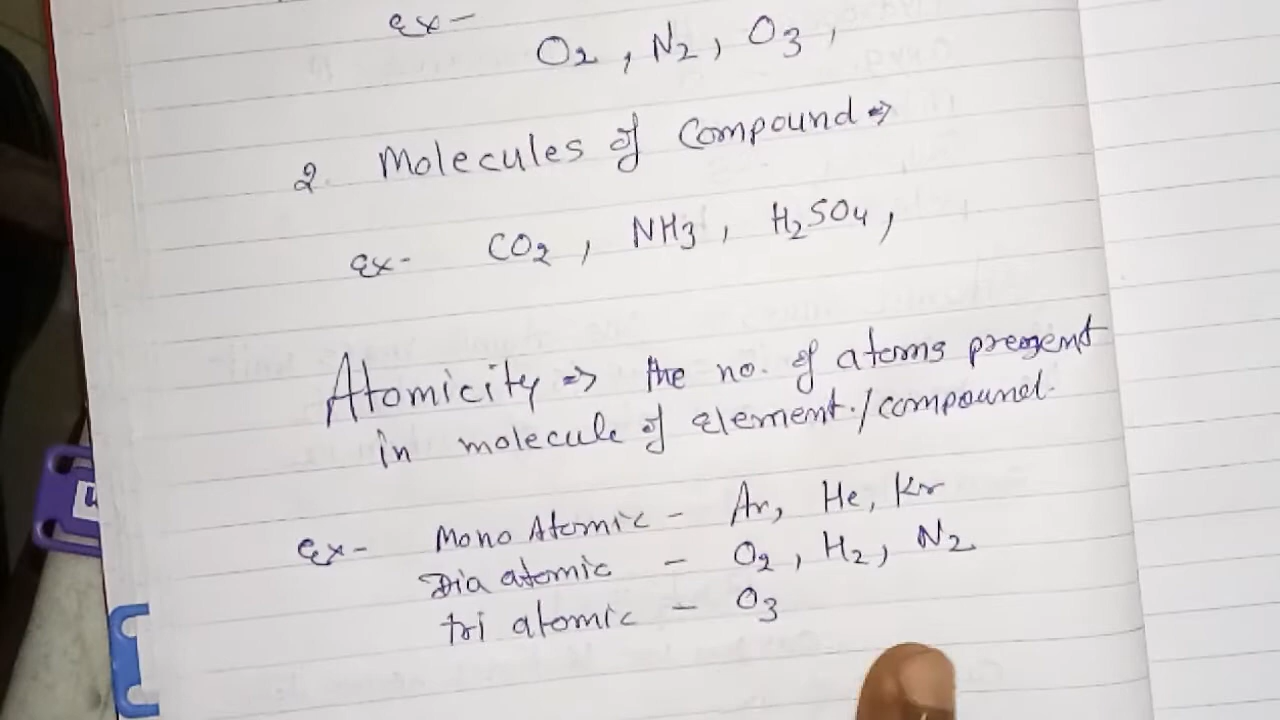 ex-
O2, N2, O3,
2. Molecules of Compound ⇒
ex- CO2, NH3, H2SO4,
Atomicity ⇒ the no. of atoms preogent
in molecule of element./compound.
ex- Mono Atomic - Ar, He, Kr
Dia atomic - O2, H2, N2
tri atomic - O3